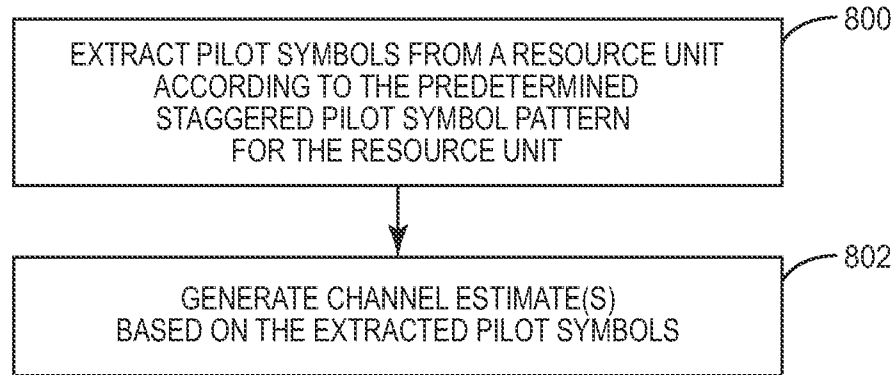 800
EXTRACT PILOT SYMBOLS FROM A RESOURCE UNIT
ACCORDING TO THE PREDETERMINED
STAGGERED PILOT SYMBOL PATTERN
FOR THE RESOURCE UNIT
802
GENERATE CHANNEL ESTIMATE(S)
BASED ON THE EXTRACTED PILOT SYMBOLS